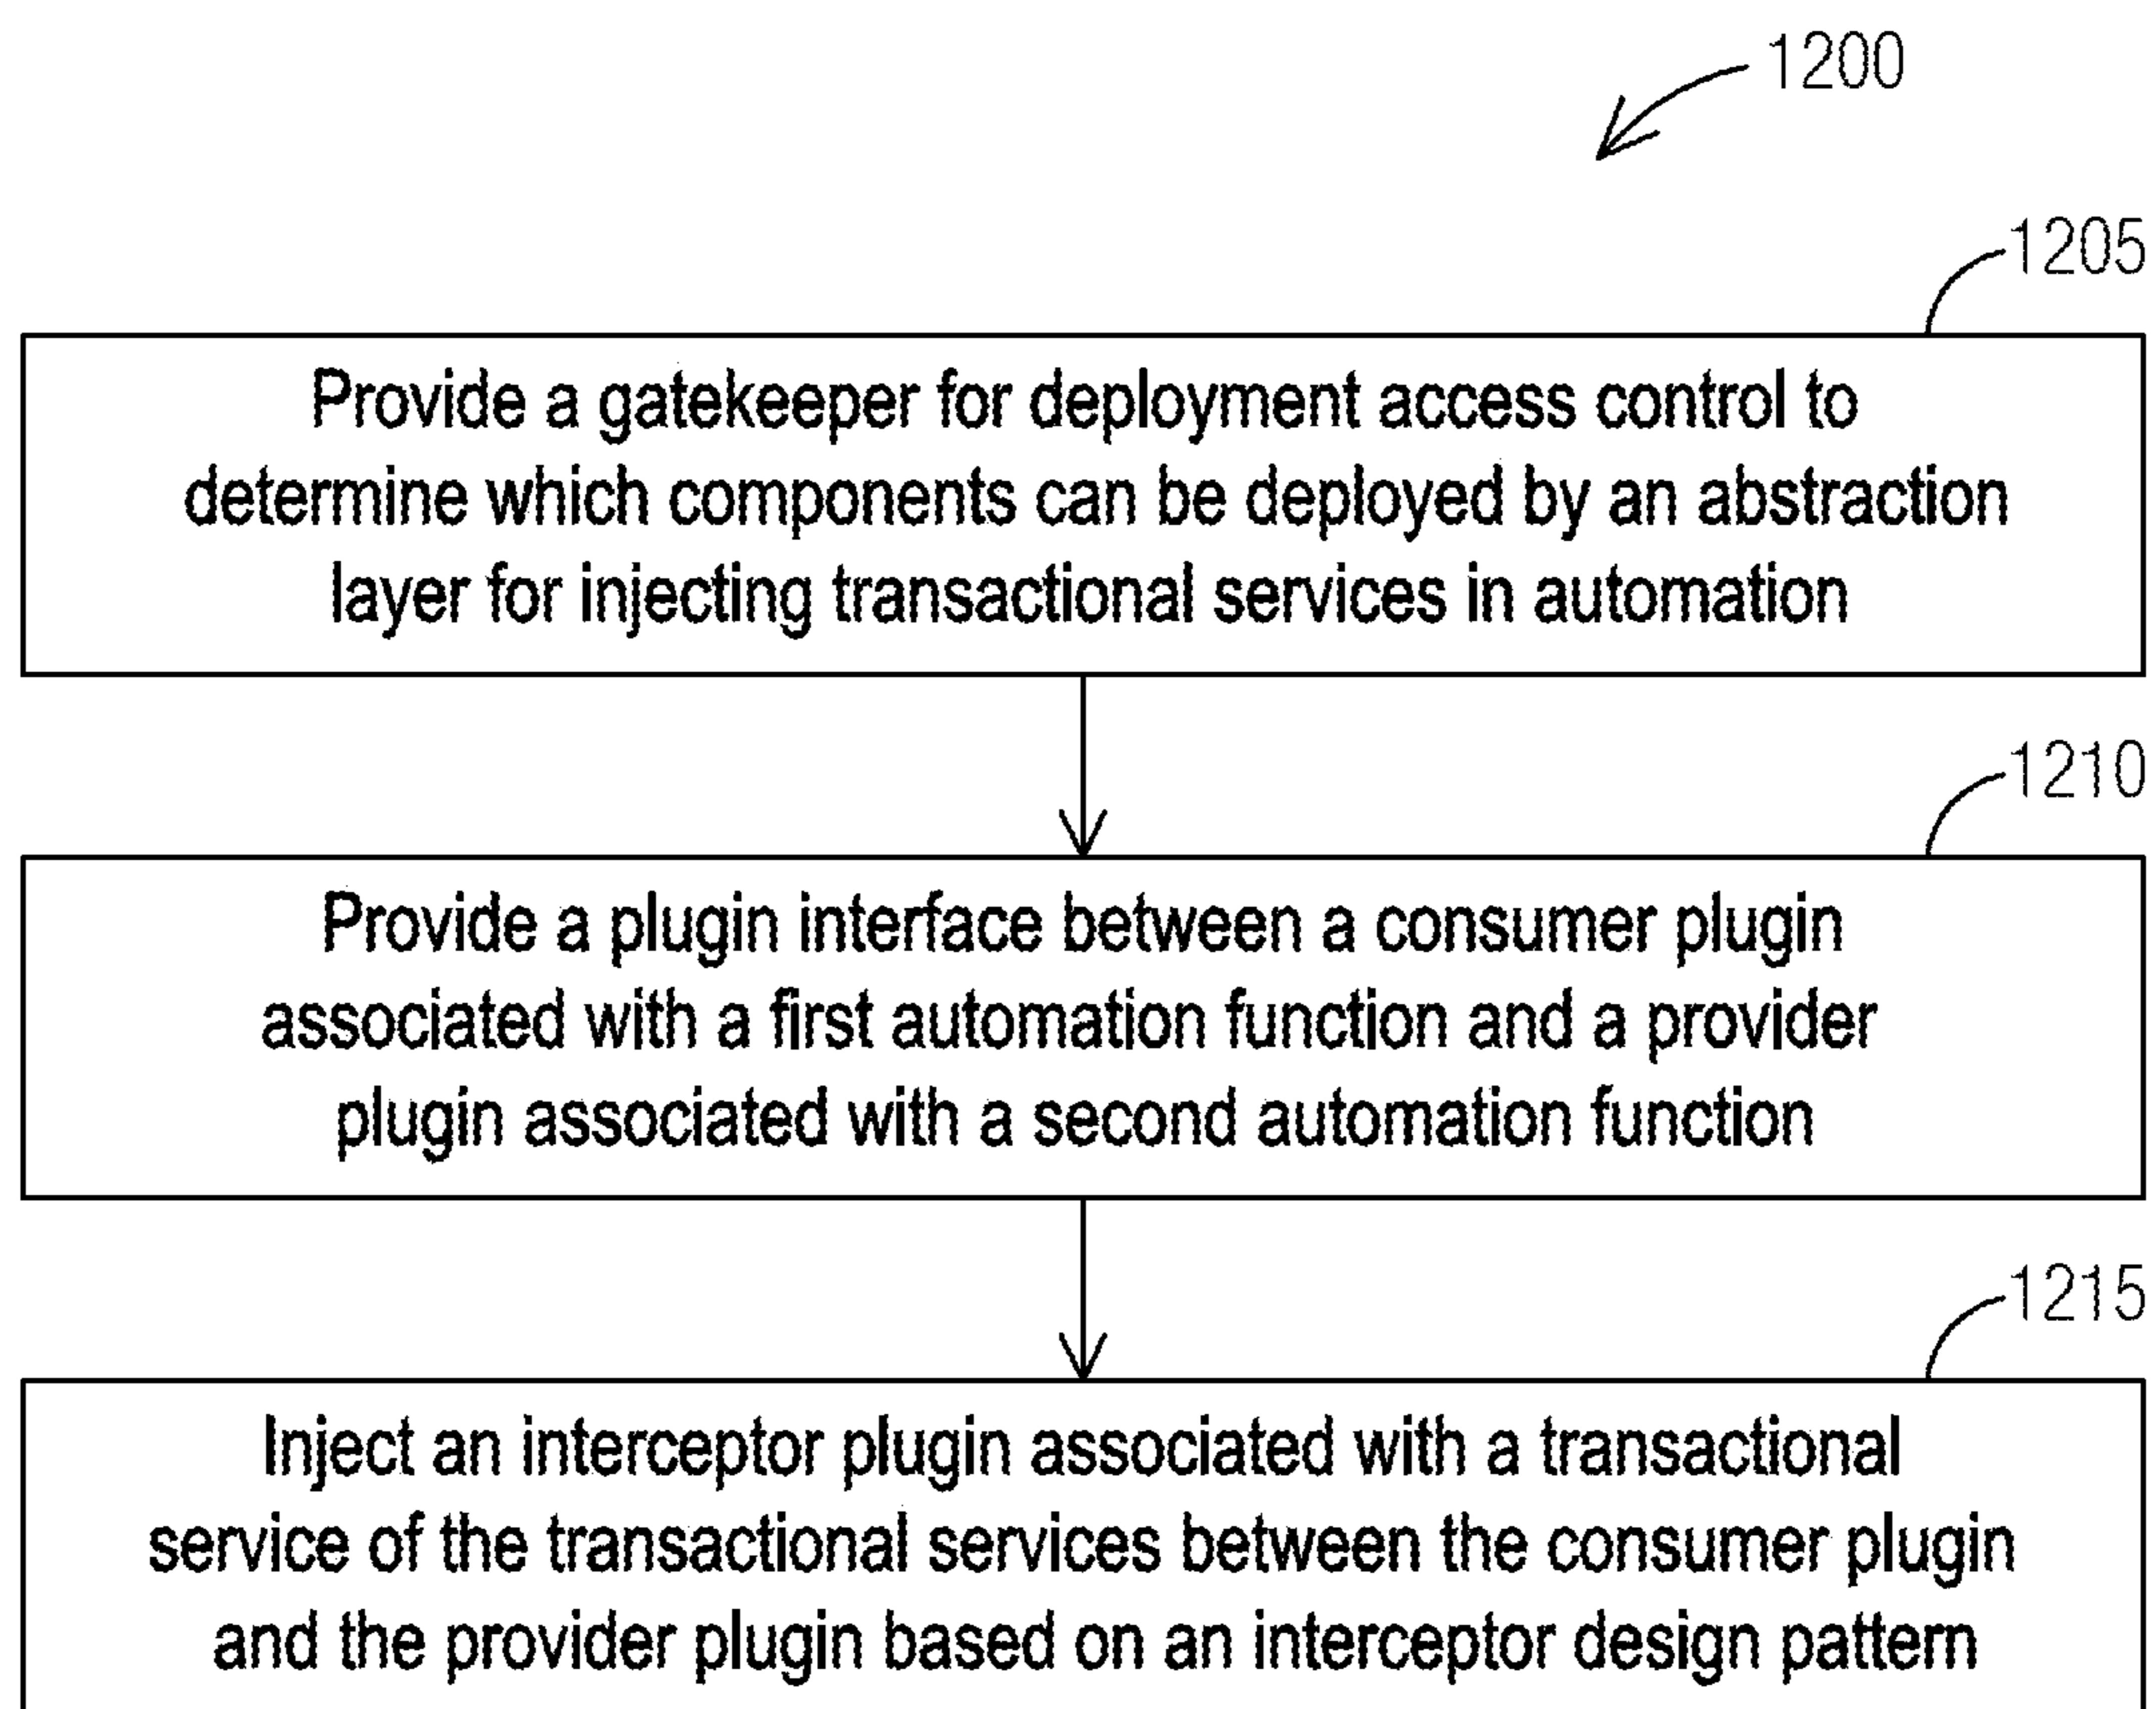 1200
1205
Provide a gatekeeper for deployment access control to
determine which components can be deployed by an abstraction
layer for injecting transactional services in automation
1210
Provide a plugin interface between a consumer plugin
associated with a first automation function and a provider
plugin associated with a second automation function
1215
Inject an interceptor plugin associated with a transactional
service of the transactional services between the consumer plugin
and the provider plugin based on an interceptor design pattern